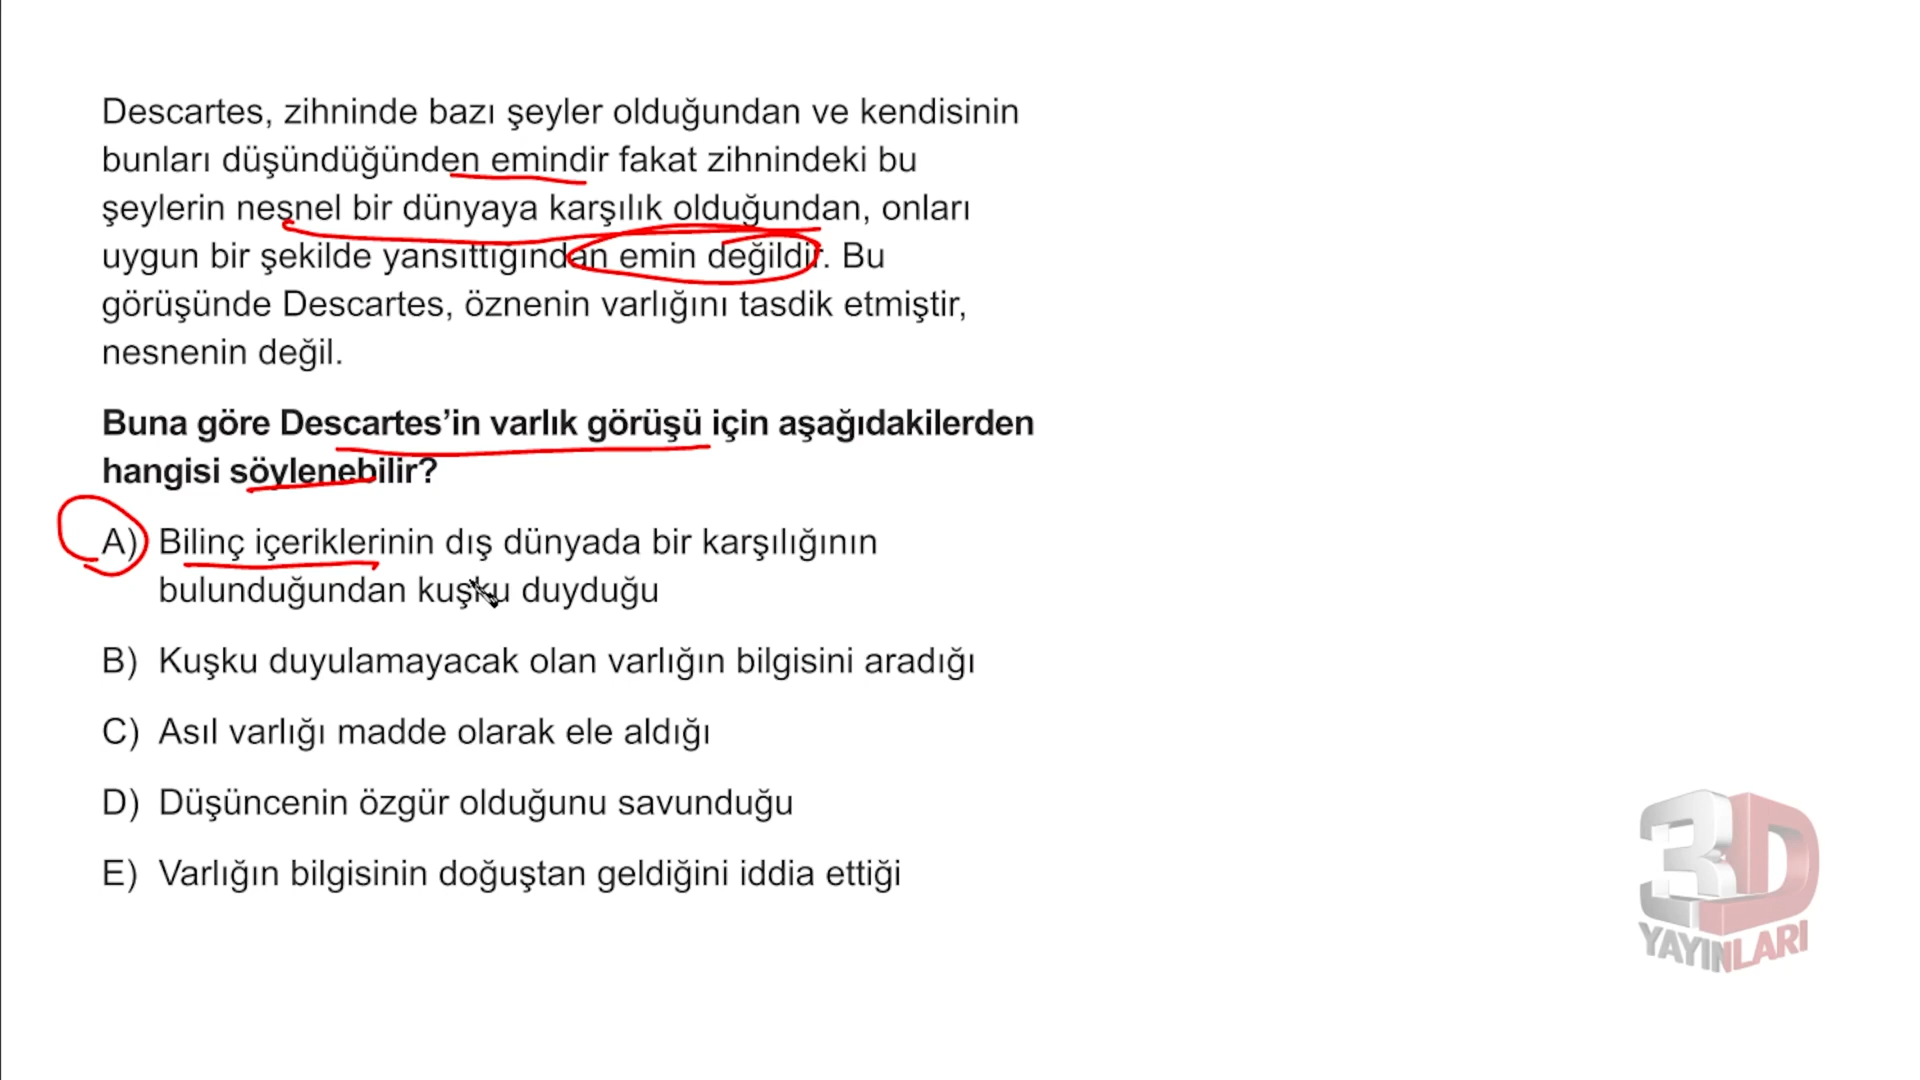 Descartes, zihninde bazı şeyler olduğundan ve kendisinin
bunları düşündüğünden emindir fakat zihnindeki bu
şeylerin nesnel bir dünyaya karşılık olduğundan, onları
uygun bir şekilde yansıttığından emin değildir. Bu
görüşünde Descartes, öznenin varlığını tasdik etmiştir,
nesnenin değil.
Buna göre Descartes’in varlık görüşü için aşağıdakilerden
hangisi söylenebilir?
A) Bilinç içeriklerinin dış dünyada bir karşılığının
bulunduğundan kuşku duyduğu
B) Kuşku duyulamayacak olan varlığın bilgisini aradığı
C) Asıl varlığı madde olarak ele aldığı
D) Düşüncenin özgür olduğunu savunduğu
E) Varlığın bilgisinin doğuştan geldiğini iddia ettiği
3D
YAYINLARI